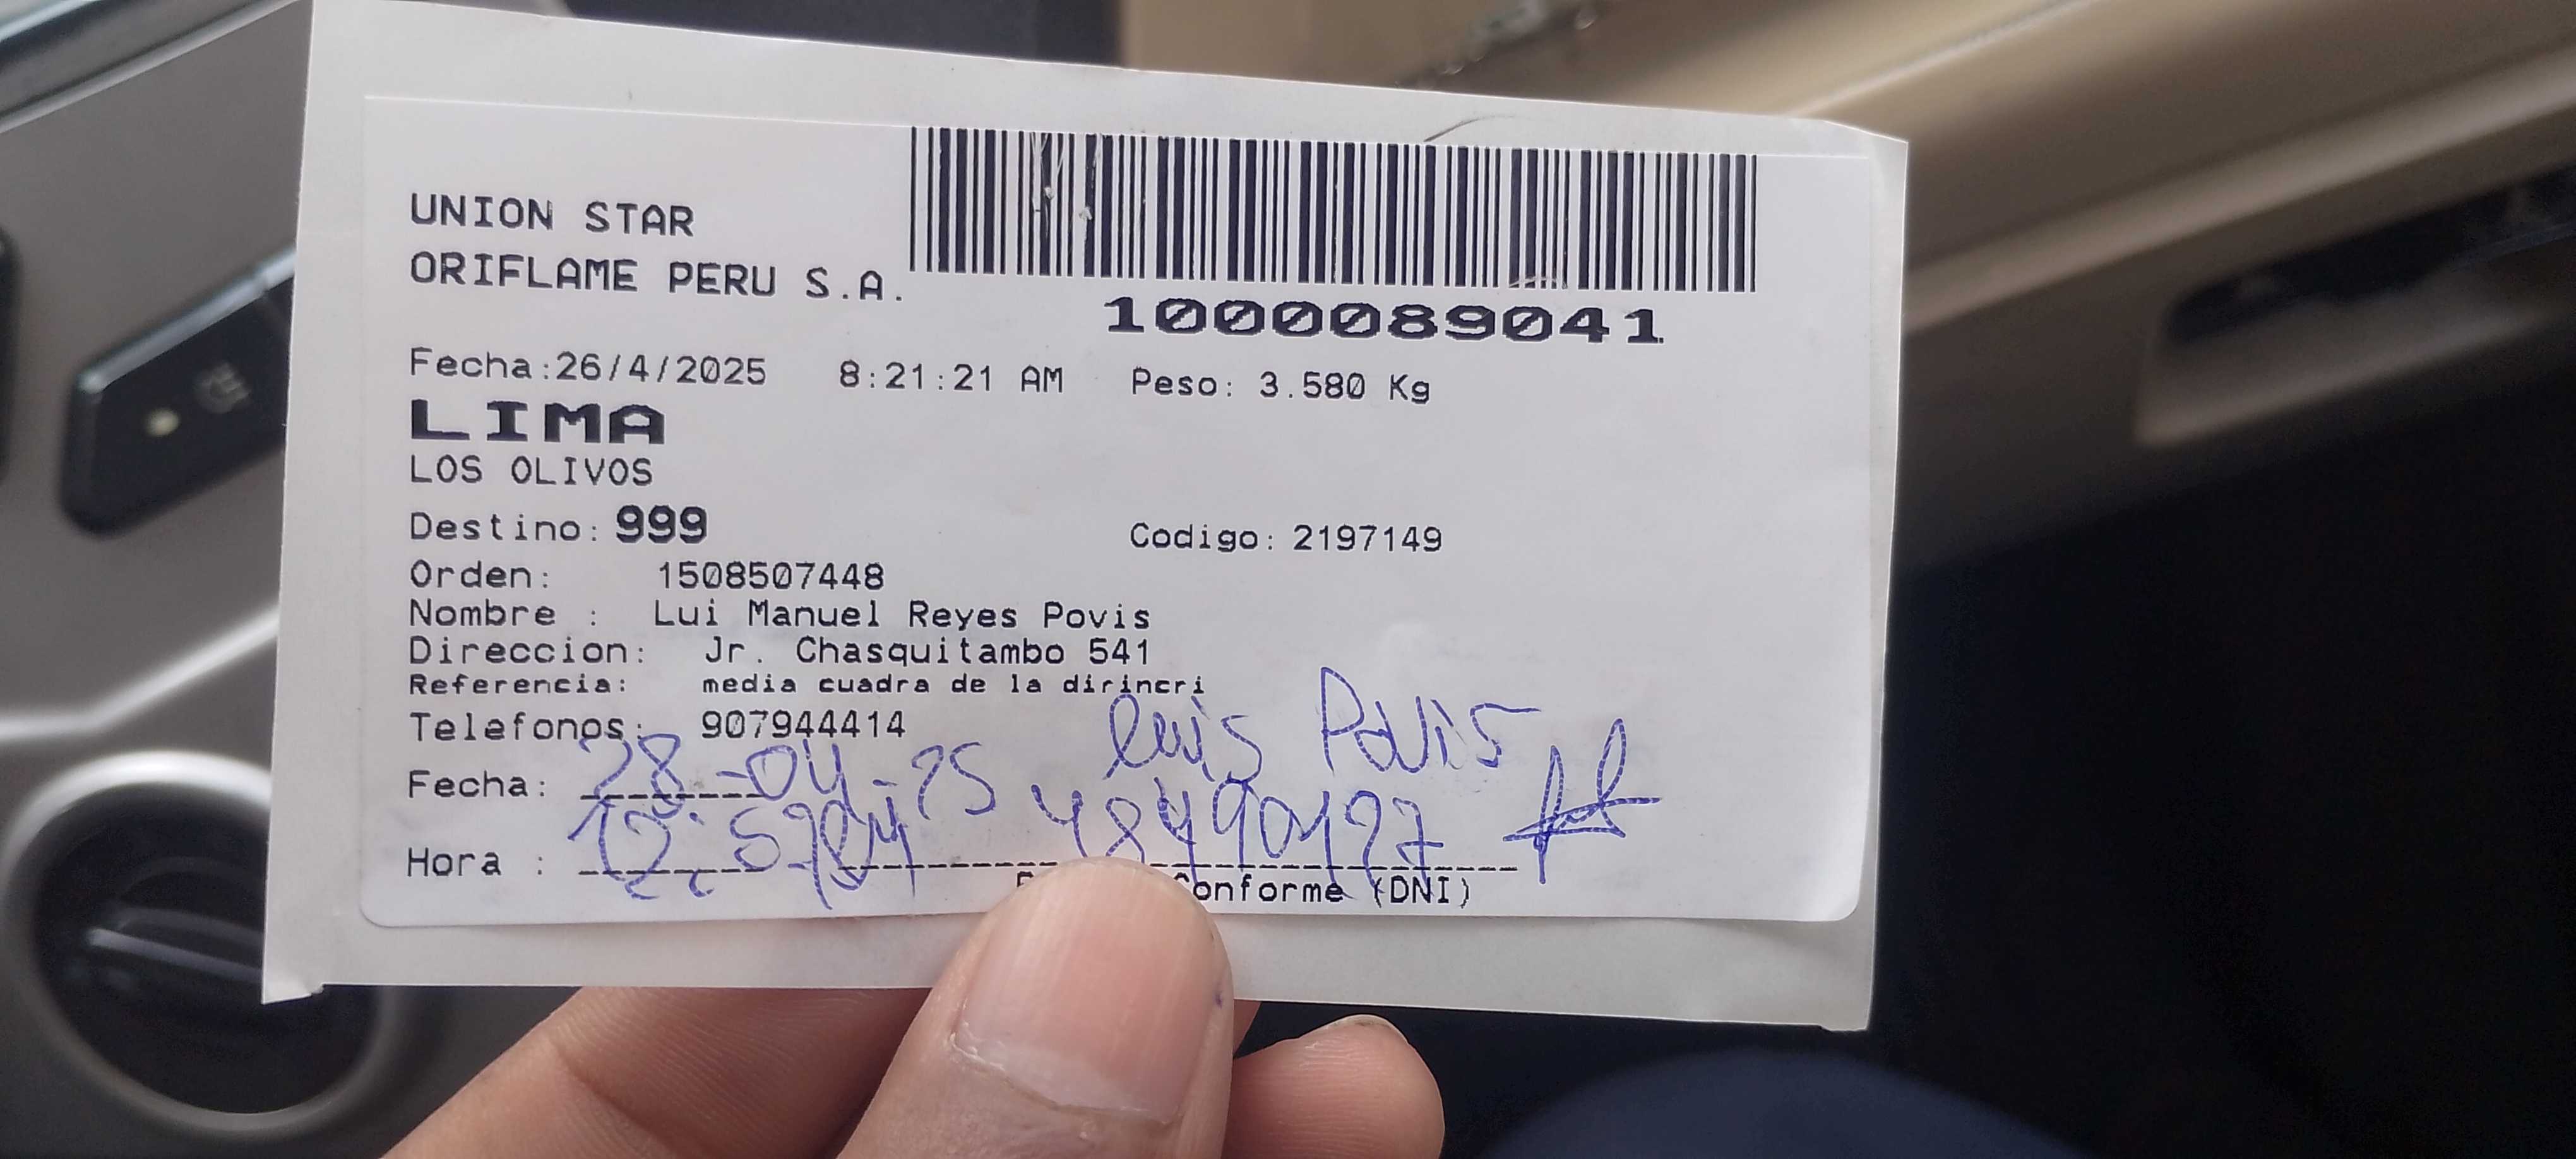 UNION STAR
ORIFLAME PERU S.A.
1000089041
Fecha:26/4/2025 8:21:21 AM Peso: 3.580 Kg
LIMA
LOS OLIVOS
Destino: 999 Codigo: 2197149
Orden: 1508507448
Nombre : Lui Manuel Reyes Povis
Direccion: Jr. Chasquitambo 541
Referencia: media cuadra de la dirincri
Telefonos: 907944414
luis Povis
Fecha: 28-04-25
Hora :
Conforme (DNI)